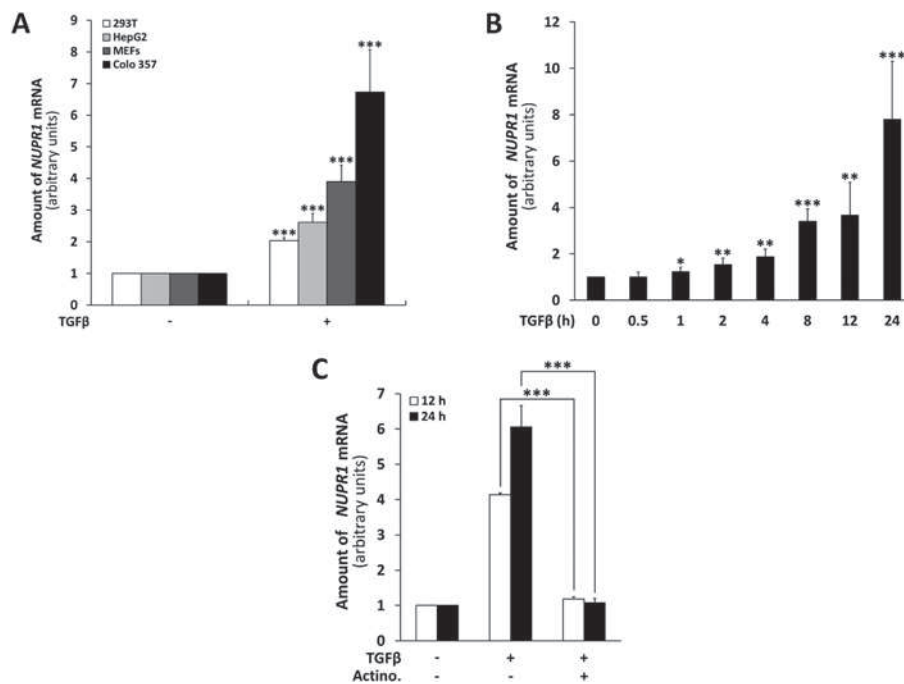 A
293T
HepG2
MEFs
Colo 357
Amount of NUPR1 mRNA
(arbitrary units)
9
8
7
6
5
4
3
2
1
0
***
***
***
***
TGFβ - +
B
Amount of NUPR1 mRNA
(arbitrary units)
12
10
8
6
4
2
0
*
**
**
***
**
***
TGFβ (h) 0 0.5 1 2 4 8 12 24
C
12 h
24 h
Amount of NUPR1 mRNA
(arbitrary units)
7
6
5
4
3
2
1
0
***
***
TGFβ - + +
Actino. - - +